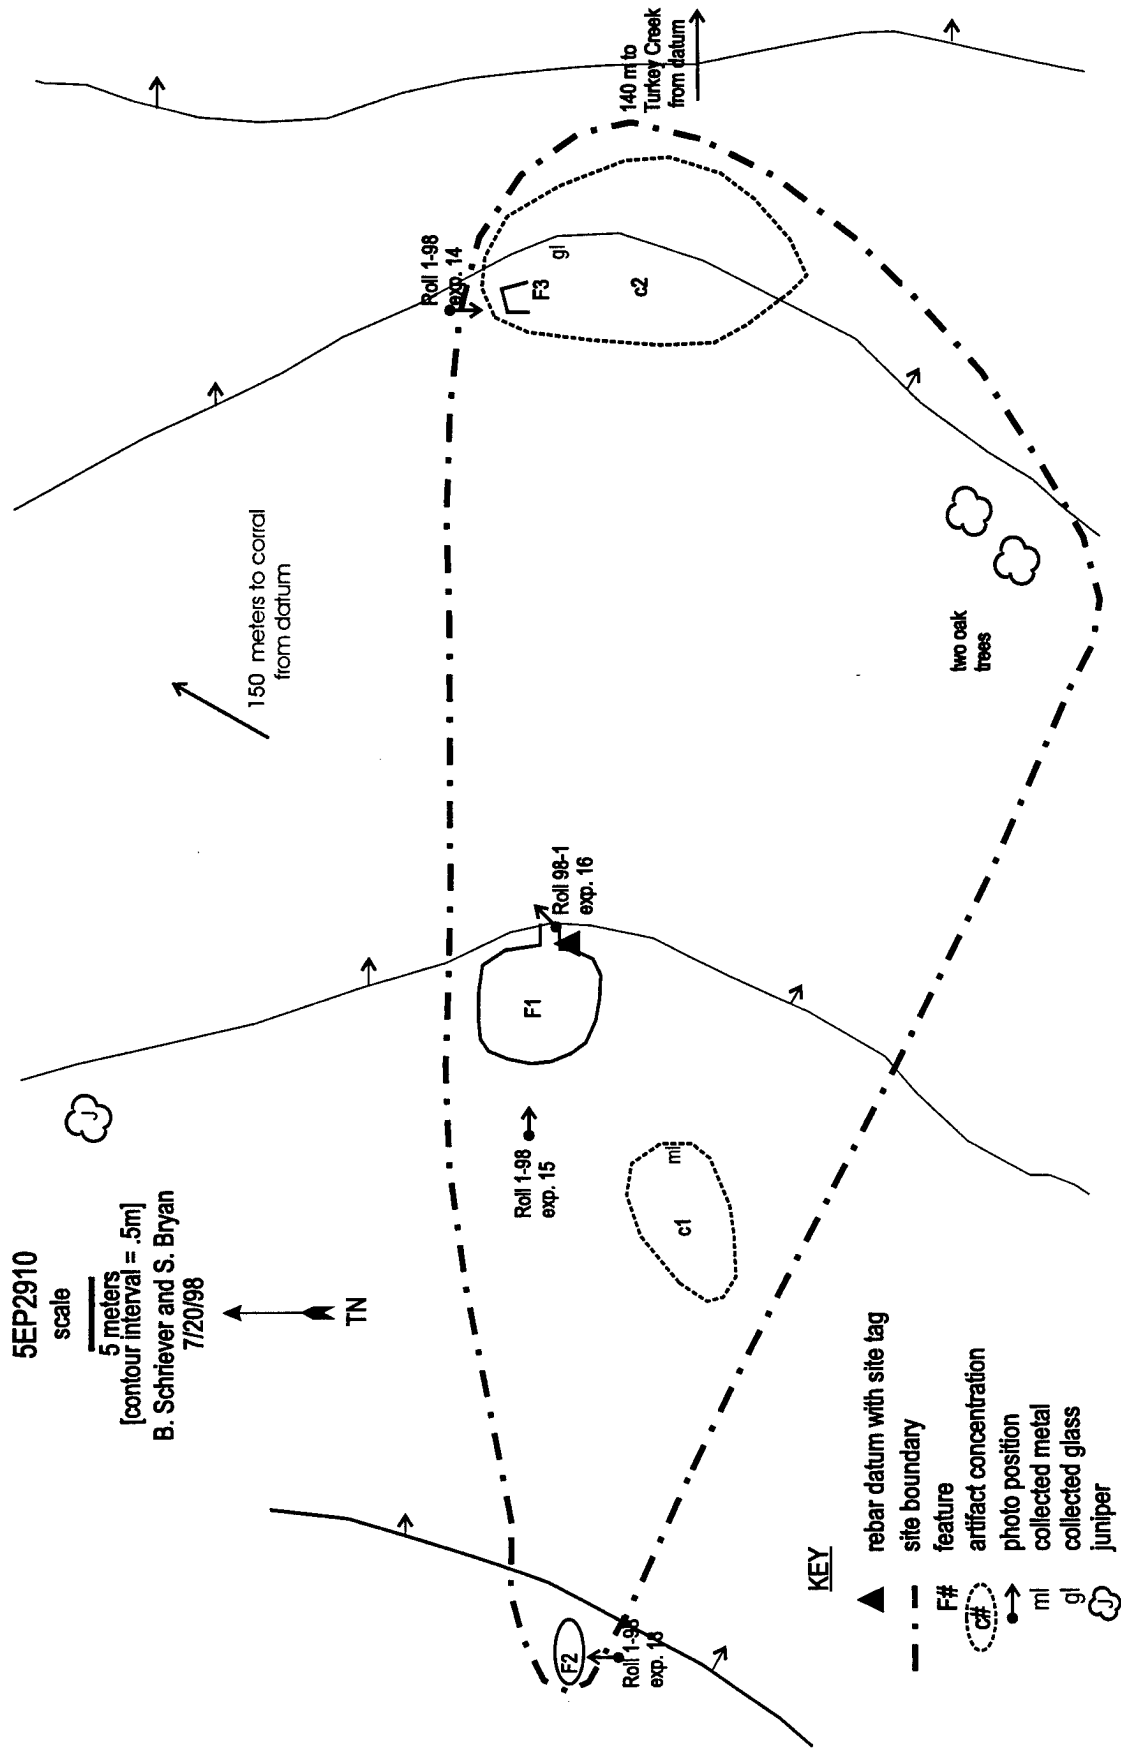 5EP2910
scale
5 meters
[contour interval = .5m]
B. Schriever and S. Bryan
7/20/98
TN
J
150 meters to corral
from datum
140 m to
Turkey Creek
from datum
Roll 1-98
exp. 14
gl
F3
c2
Roll 98-1
exp. 16
F1
Roll 1-98
exp. 15
ml
c1
two oak
trees
F2
Roll 1-98
exp.
KEY
rebar datum with site tag
site boundary
F# feature
c# artifact concentration
photo position
ml collected metal
gl collected glass
J juniper